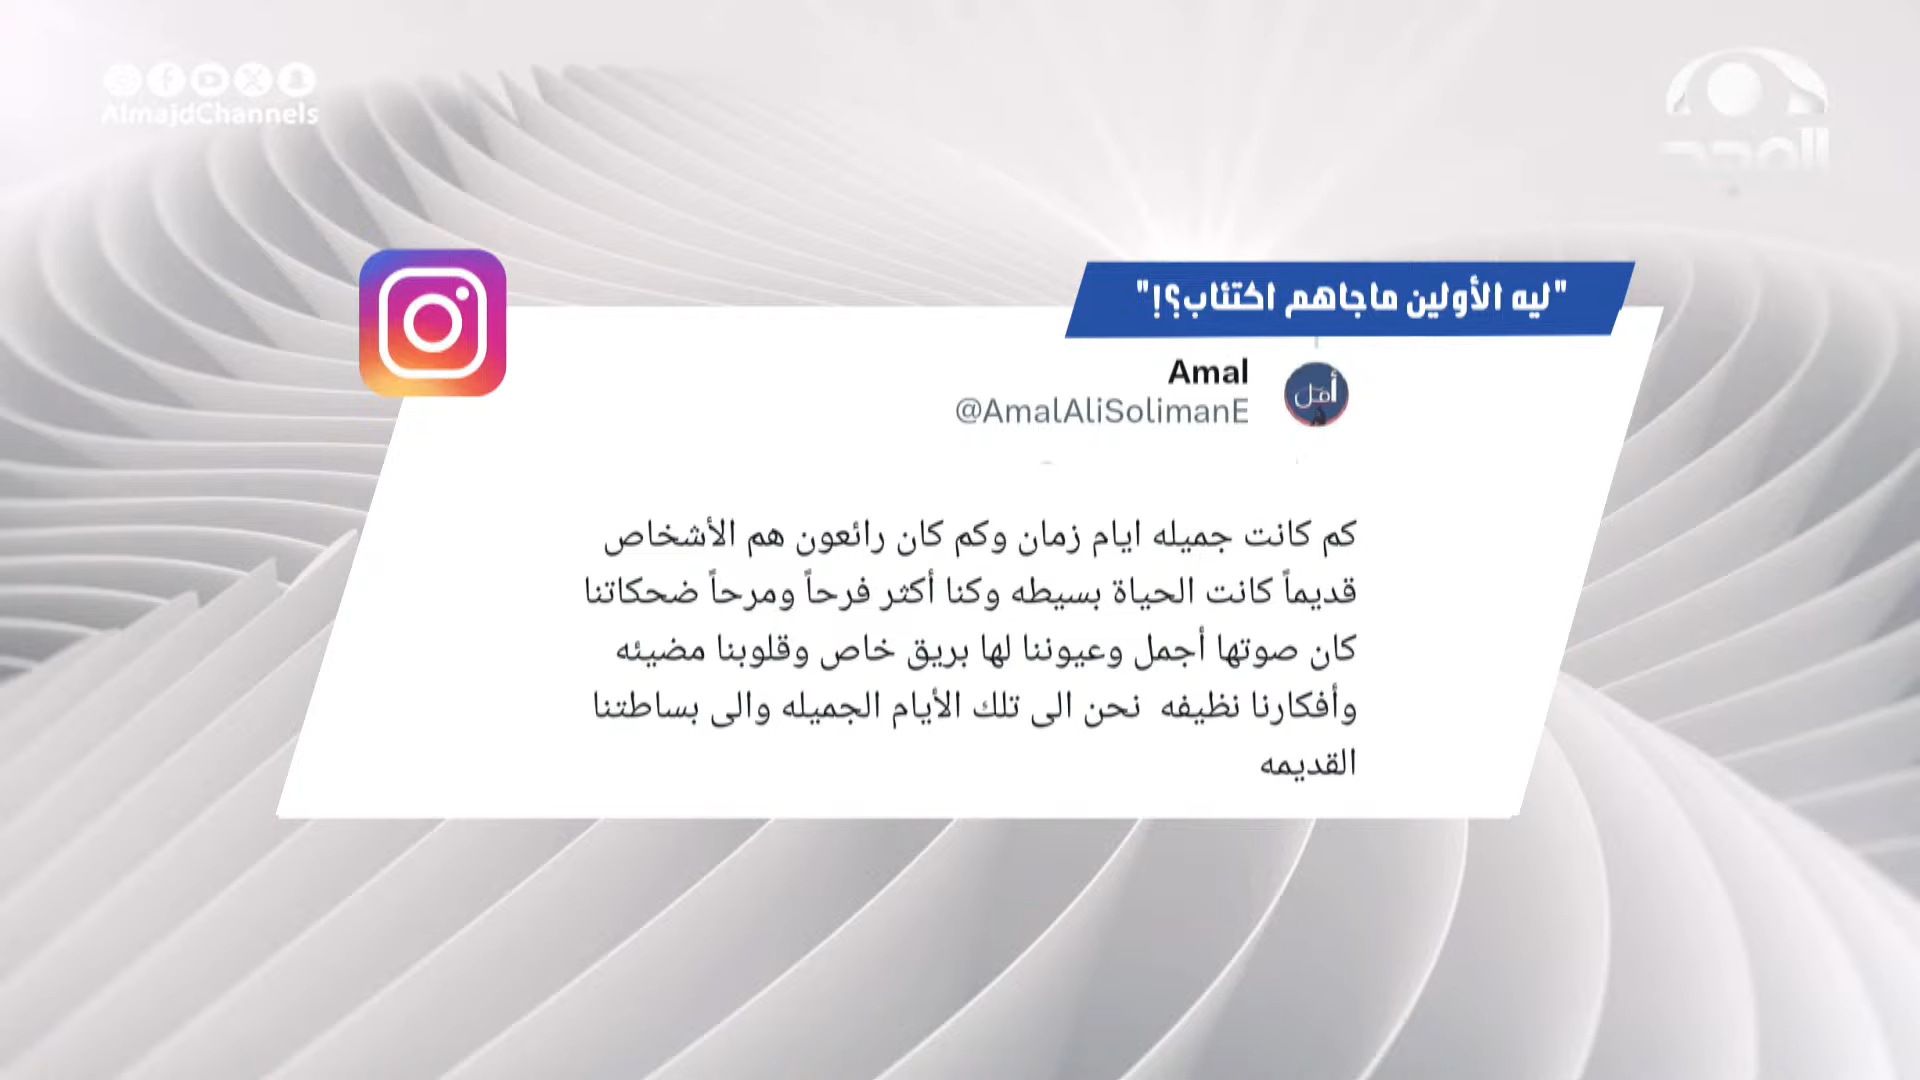 AlmajdChannels
المجد
"ليه الأولين ماجاهم اكتئاب؟!"
Amal
@AmalAliSolimanE
أمل
كم كانت جميله ايام زمان وكم كان رائعون هم الأشخاص
قديماً كانت الحياة بسيطه وكنا أكثر فرحاً ومرحاً ضحكاتنا
كان صوتها أجمل وعيوننا لها بريق خاص وقلوبنا مضيئه
وأفكارنا نظيفه نحن الى تلك الأيام الجميله والى بساطتنا
القديمه